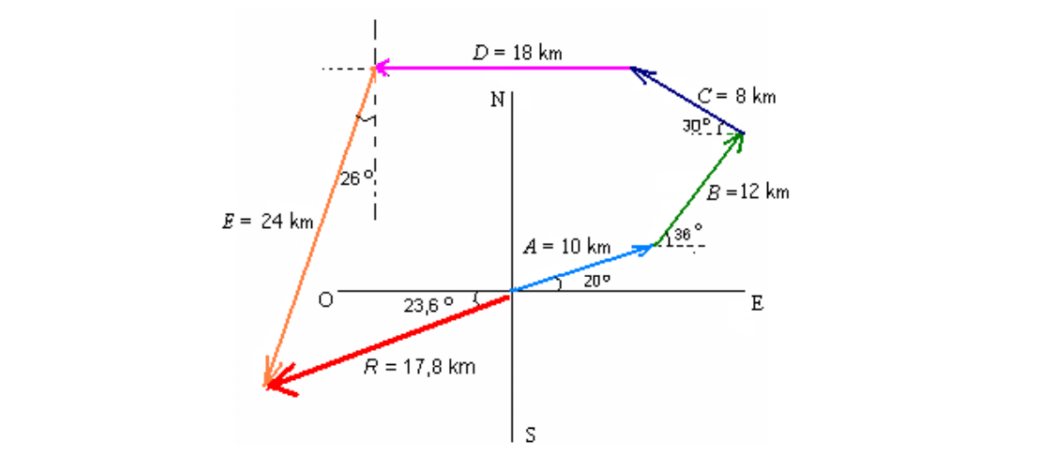 D = 18 km
N
C = 8 km
30°
26°
B =12 km
E = 24 km
36°
A = 10 km
20°
O
23,6°
E
R = 17,8 km
S